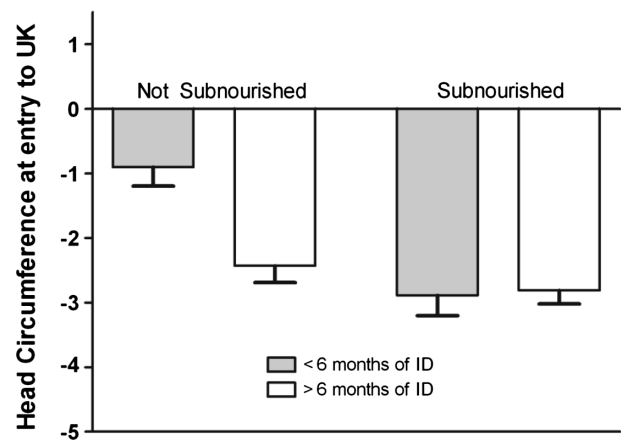 Head Circumference at entry to UK
1
0
-1
-2
-3
-4
-5
Not Subnourished
Subnourished
< 6 months of ID
> 6 months of ID